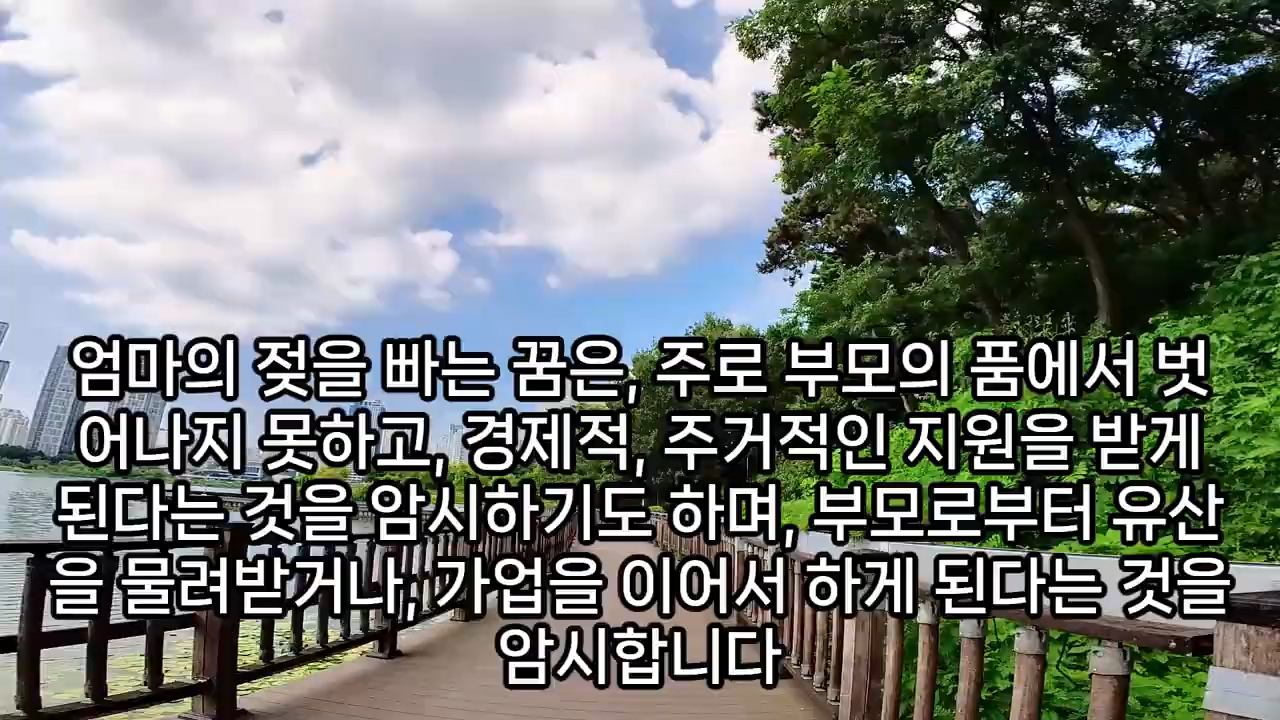 엄마의 젖을 빠는 꿈은, 주로 부모의 품에서 벗
어나지 못하고, 경제적, 주거적인 지원을 받게
된다는 것을 암시하기도 하며, 부모로부터 유산
을 물려받거나, 가업을 이어서 하게 된다는 것을
암시합니다